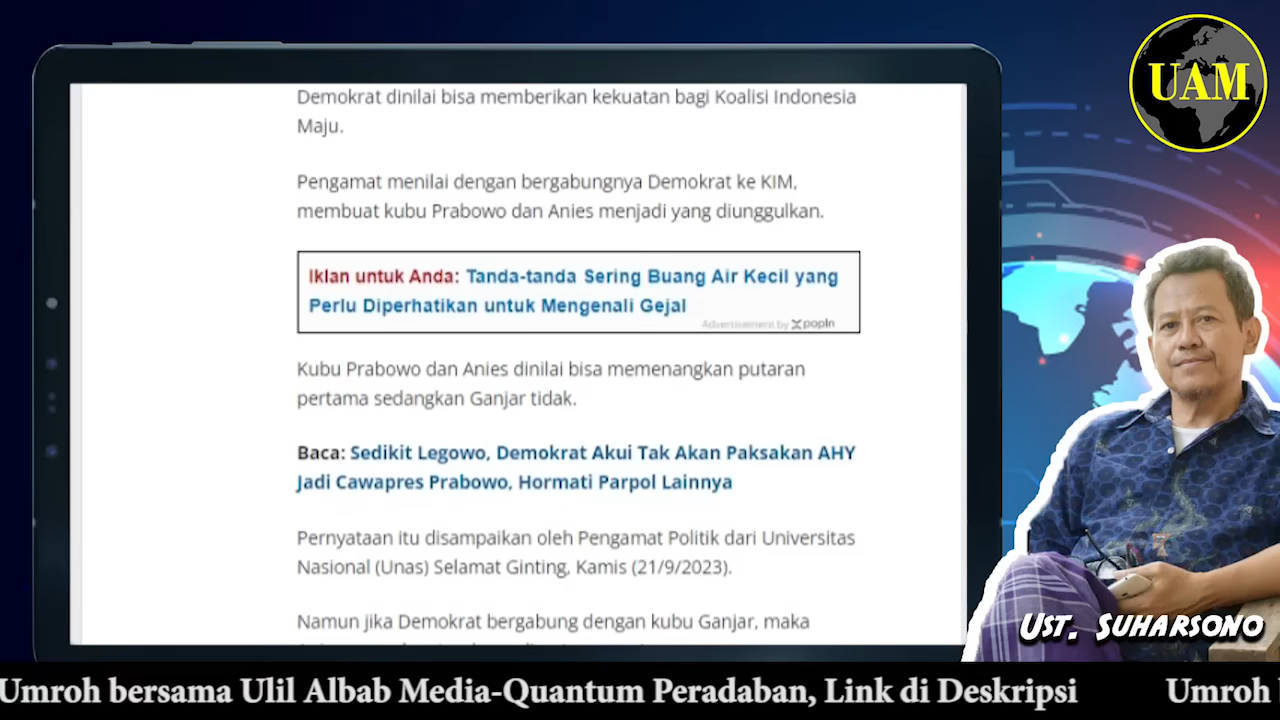 UAM
Demokrat dinilai bisa memberikan kekuatan bagi Koalisi Indonesia
Maju.
Pengamat menilai dengan bergabungnya Demokrat ke KIM,
membuat kubu Prabowo dan Anies menjadi yang diunggulkan.
Iklan untuk Anda: Tanda-tanda Sering Buang Air Kecil yang
Perlu Diperhatikan untuk Mengenali Gejal
Advertisement by popIn
Kubu Prabowo dan Anies dinilai bisa memenangkan putaran
pertama sedangkan Ganjar tidak.
Baca: Sedikit Legowo, Demokrat Akui Tak Akan Paksakan AHY
Jadi Cawapres Prabowo, Hormati Parpol Lainnya
Pernyataan itu disampaikan oleh Pengamat Politik dari Universitas
Nasional (Unas) Selamat Ginting, Kamis (21/9/2023).
Namun jika Demokrat bergabung dengan kubu Ganjar, maka
Ust. Suharsono
Umroh bersama Ulil Albab Media-Quantum Peradaban, Link di Deskripsi Umroh